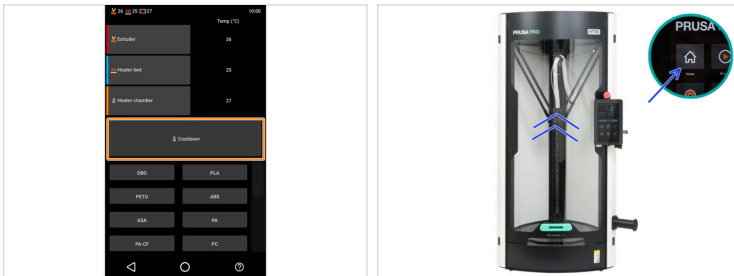 26 25 27 10:00
Temp (°C)
Extruder 26
Heater bed 25
Heater chamber 27
Cooldown
DBG PLA
PETG ABS
ASA PA
PA-CF PC
PRUSA PRO HT90
PRUSA
Home